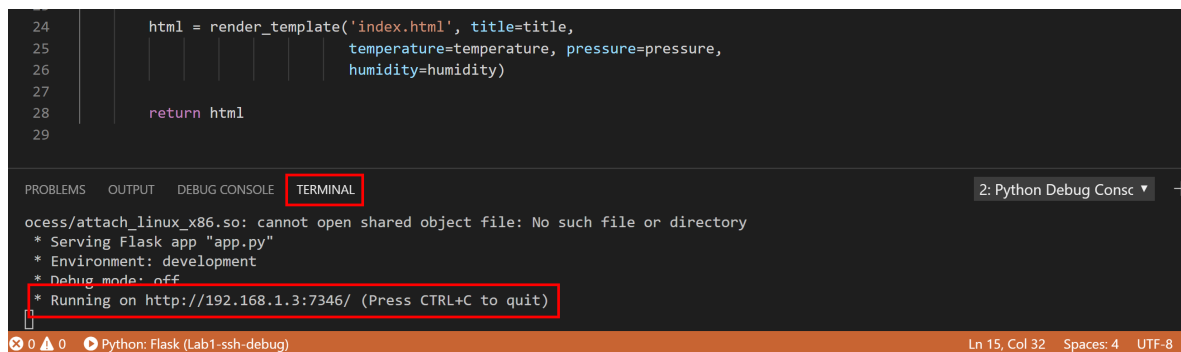 24 html = render_template('index.html', title=title,
25 temperature=temperature, pressure=pressure,
26 humidity=humidity)
27
28 return html
29
PROBLEMS OUTPUT DEBUG CONSOLE TERMINAL 2: Python Debug Consc
ocess/attach_linux_x86.so: cannot open shared object file: No such file or directory
* Serving Flask app "app.py"
* Environment: development
* Debug mode: off
* Running on http://192.168.1.3:7346/ (Press CTRL+C to quit)
0 0 Python: Flask (Lab1-ssh-debug) Ln 15, Col 32 Spaces: 4 UTF-8